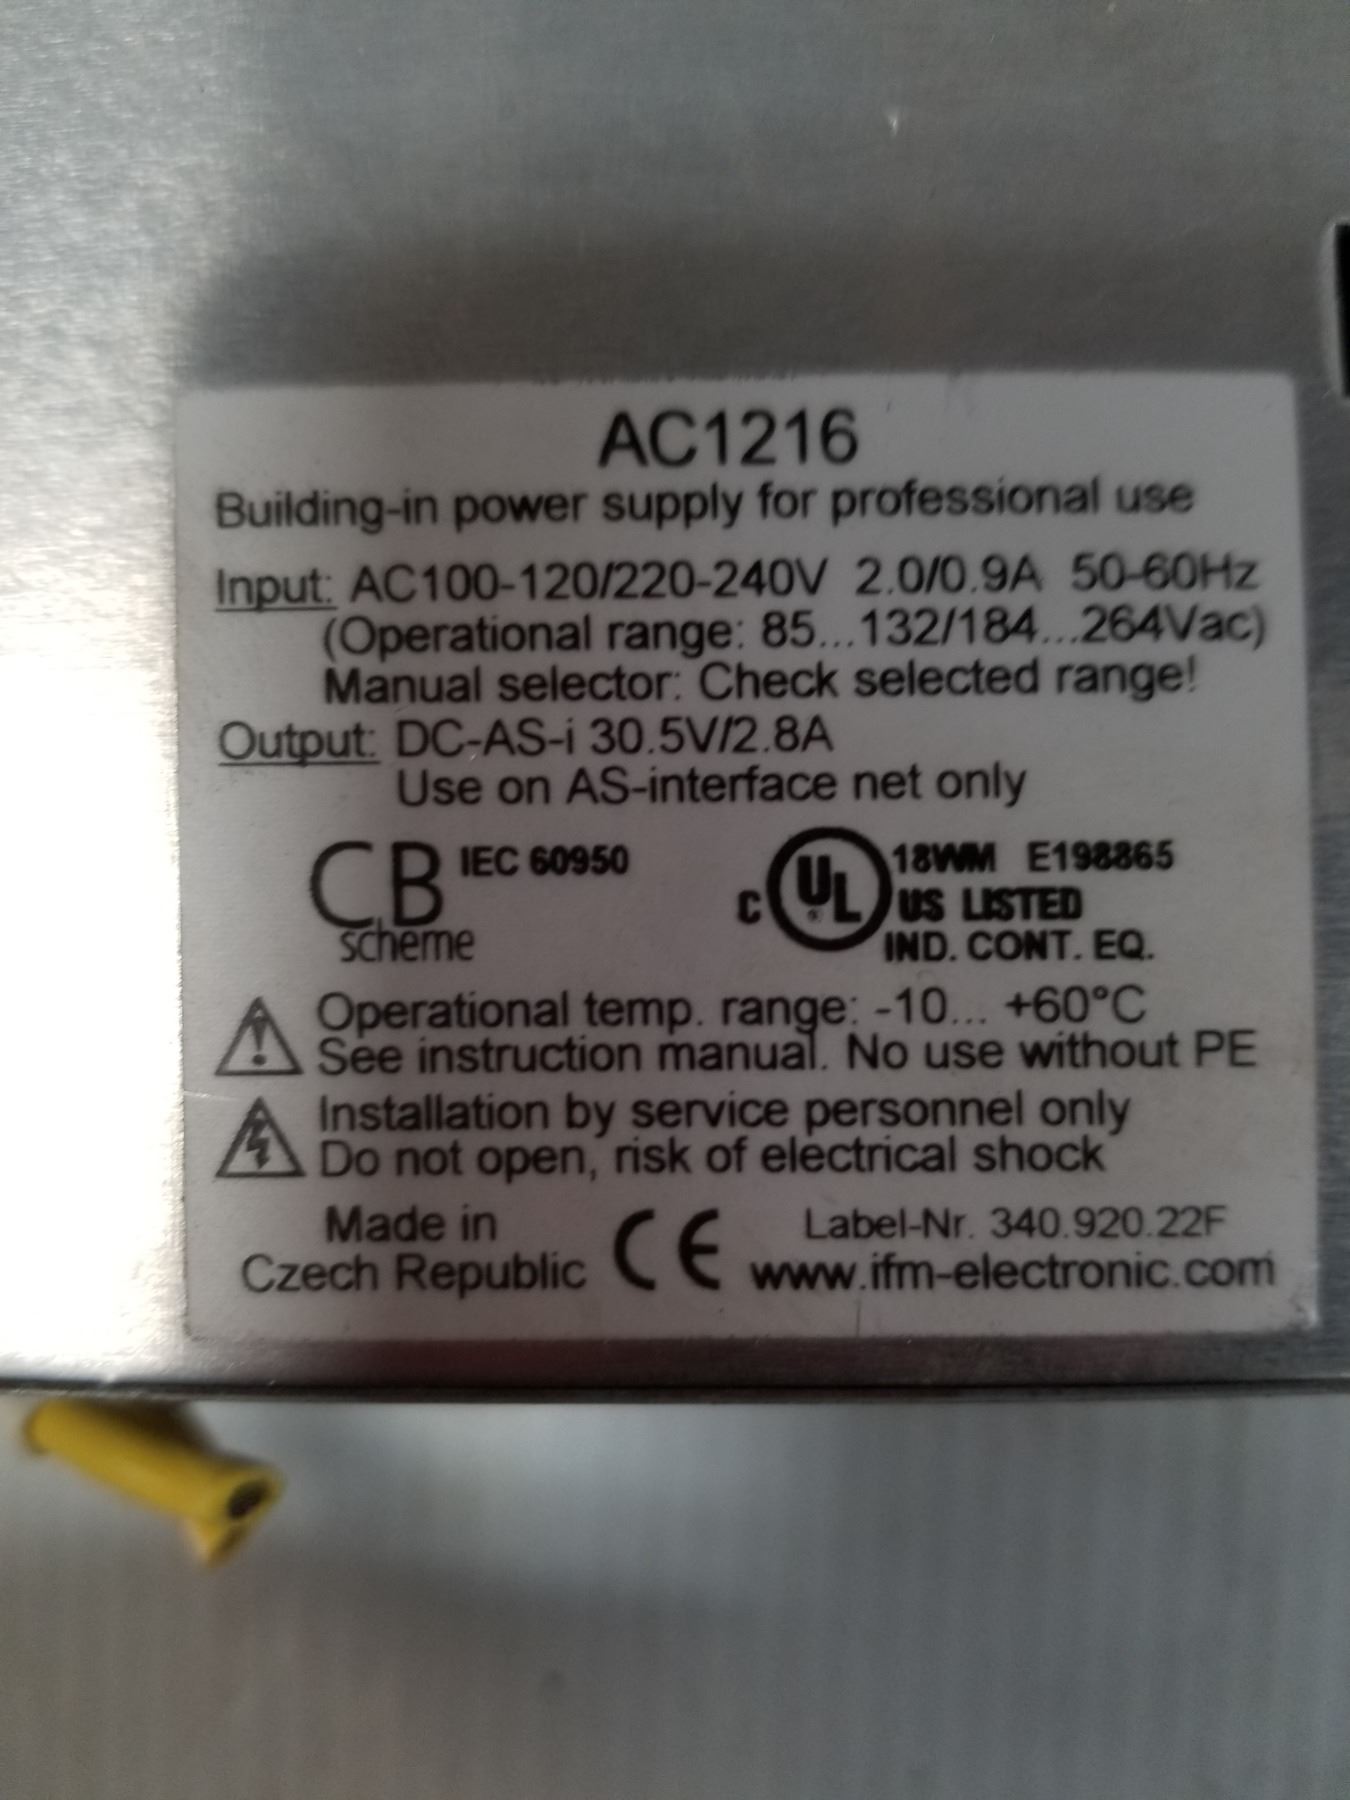 AC1216
Building-in power supply for professional use
Input: AC100-120/220-240V 2.0/0.9A 50-60Hz
(Operational range: 85...132/184...264Vac)
Manual selector: Check selected range!
Output: DC-AS-i 30.5V/2.8A
Use on AS-interface net only
CB scheme IEC 60950
C UL ® US LISTED 18WM E198865
IND. CONT. EQ.
Operational temp. range: -10... +60°C
See instruction manual. No use without PE
Installation by service personnel only
Do not open, risk of electrical shock
Made in Czech Republic
CE
Label-Nr. 340.920.22F
www.ifm-electronic.com